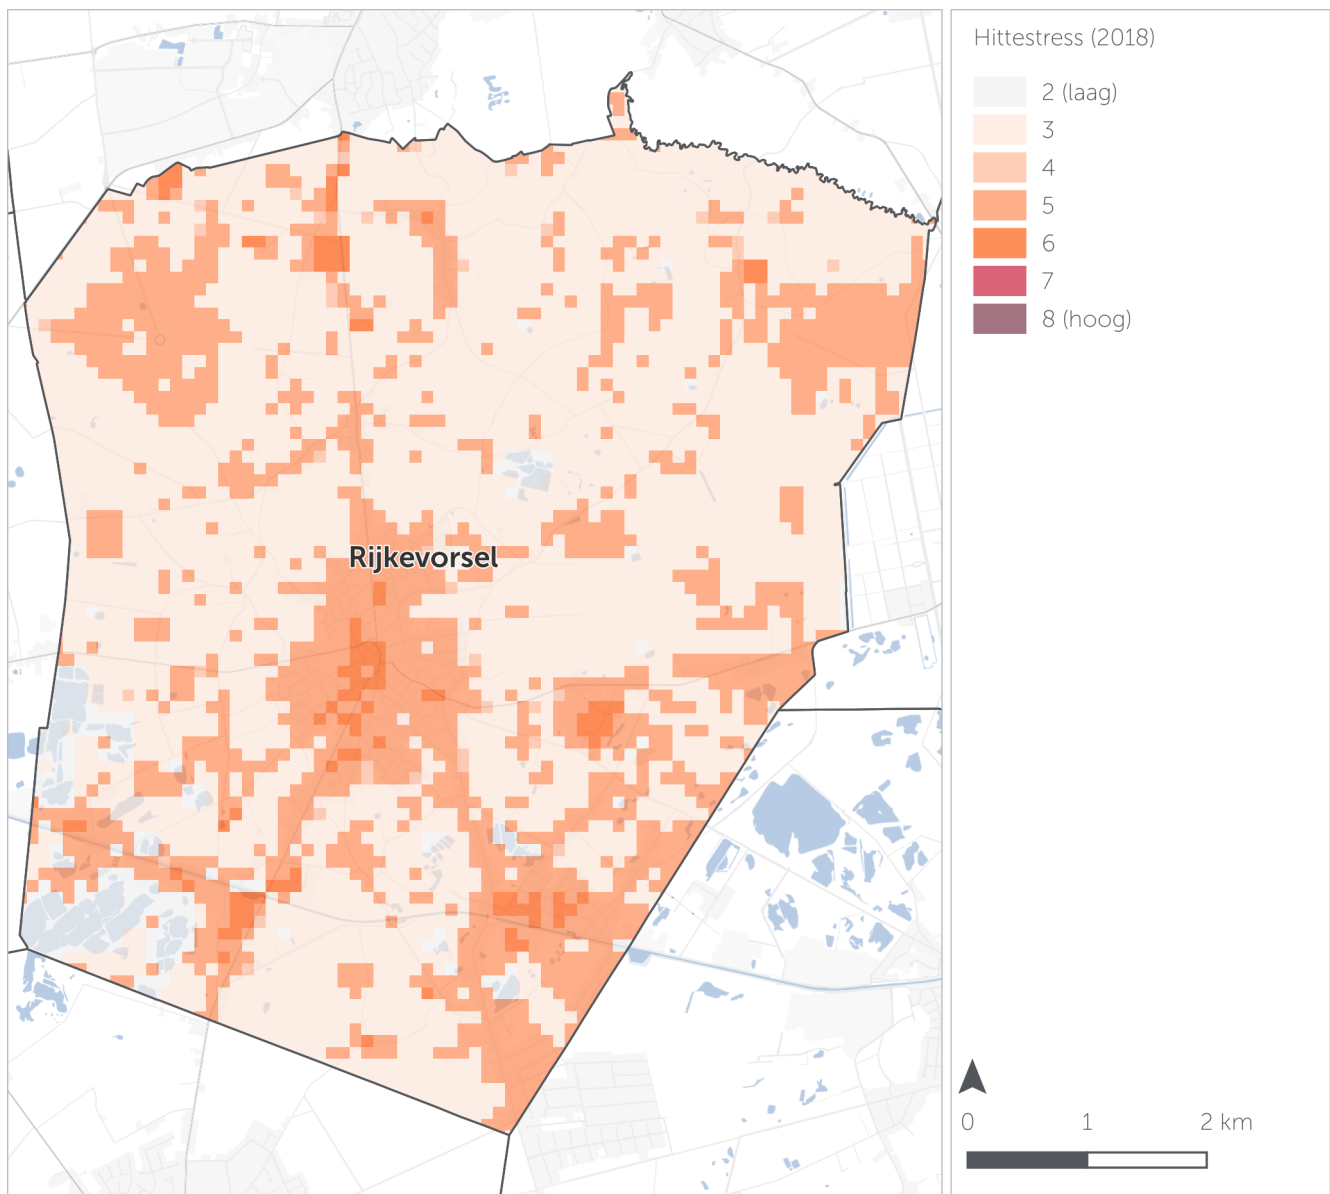 Hittestress (2018)
2 (laag)
3
4
5
6
7
8 (hoog)
Rijkevorsel
0 1 2 km